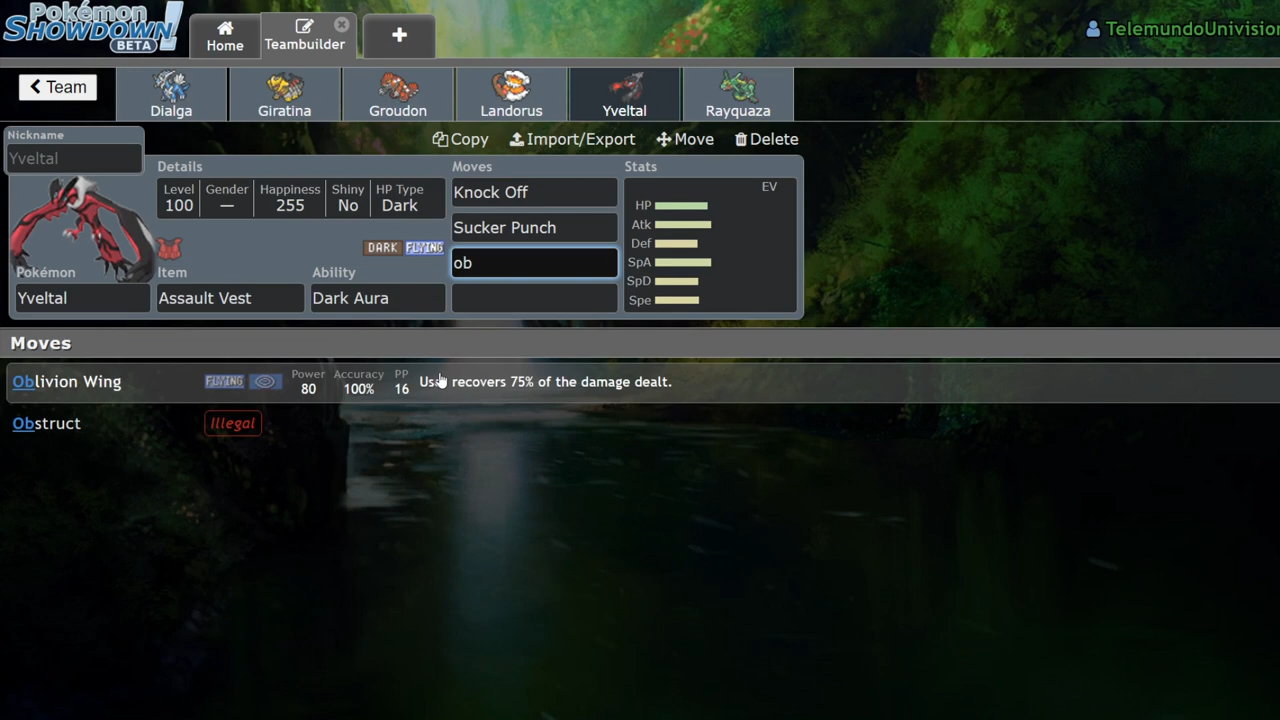 Pokémon
SHOWDOWN!
BETA
Home
Teambuilder
TelemundoUnivision
Team
Dialga
Giratina
Groudon
Landorus
Yveltal
Rayquaza
Copy
Import/Export
Move
Delete
Nickname
Yveltal
Details
Level
100
Gender
—
Happiness
255
Shiny
No
HP Type
Dark
DARK FLYING
Pokémon
Yveltal
Item
Assault Vest
Ability
Dark Aura
Moves
Knock Off
Sucker Punch
ob
Stats
EV
HP
Atk
Def
SpA
SpD
Spe
Moves
Oblivion Wing FLYING Power 80 Accuracy 100% PP 16 recovers 75% of the damage dealt.
Obstruct Illegal